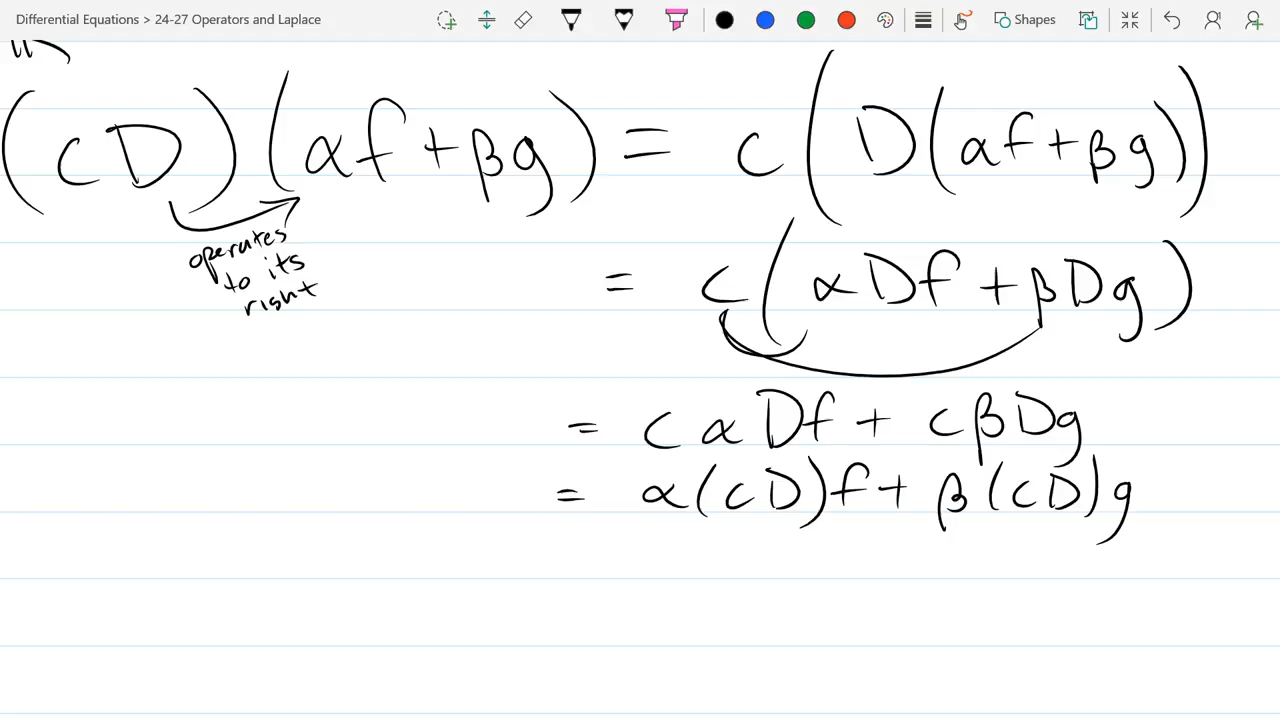 Differential Equations > 24-27 Operators and Laplace
Shapes
(cD)(αf+βg) = c(D(αf+βg))
operates
to its
right
= c(αDf+βDg)
= cαDf + cβDg
= α(cD)f + β(cD)g